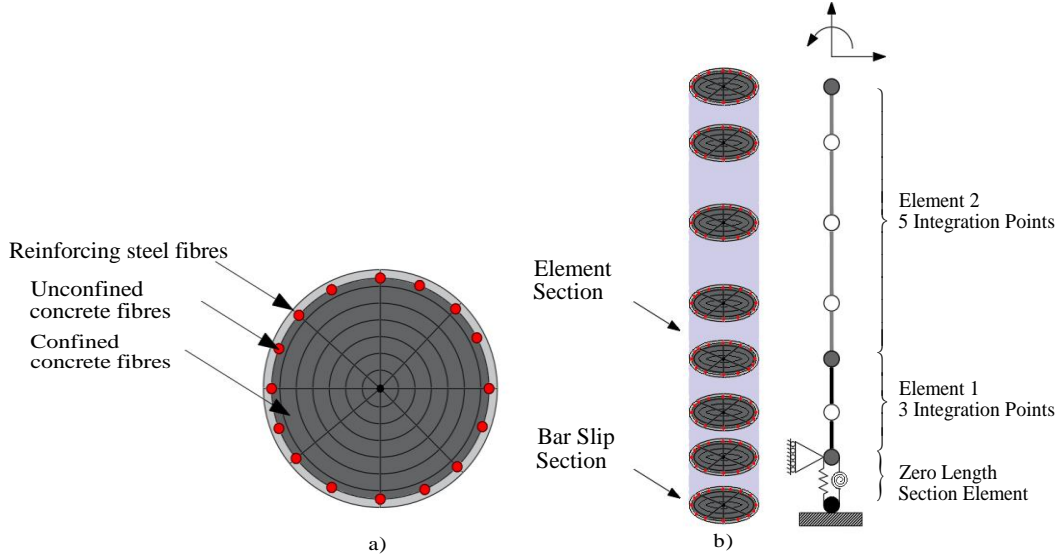 Reinforcing steel fibres
Unconfined
concrete fibres
Confined
concrete fibres
a)
Element
Section
Bar Slip
Section
b)
Element 2
5 Integration Points
Element 1
3 Integration Points
Zero Length
Section Element